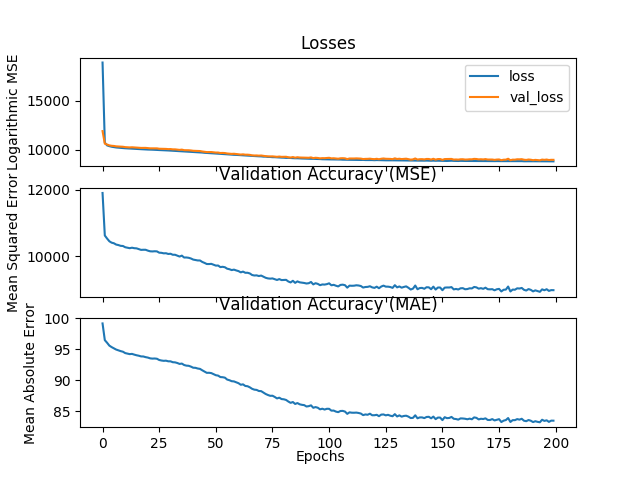 Losses
Logarithmic MSE
15000
10000
loss
val_loss
Validation Accuracy (MSE)
Mean Squared Error
12000
10000
Validation Accuracy (MAE)
Mean Absolute Error
100
95
90
85
0 25 50 75 100 125 150 175 200
Epochs